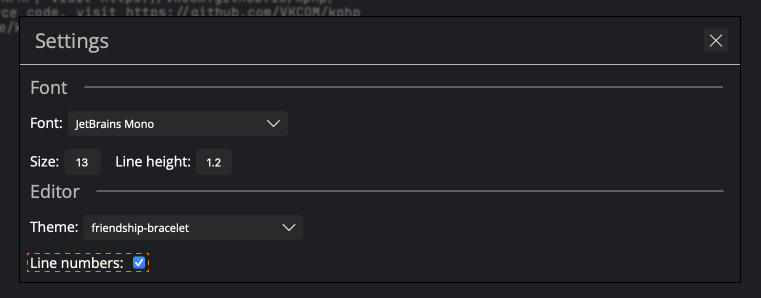 rce code, visit https://github.com/VKCOM/kphp
Settings
Font
Font: JetBrains Mono
Size: 13 Line height: 1.2
Editor
Theme: friendship-bracelet
Line numbers: